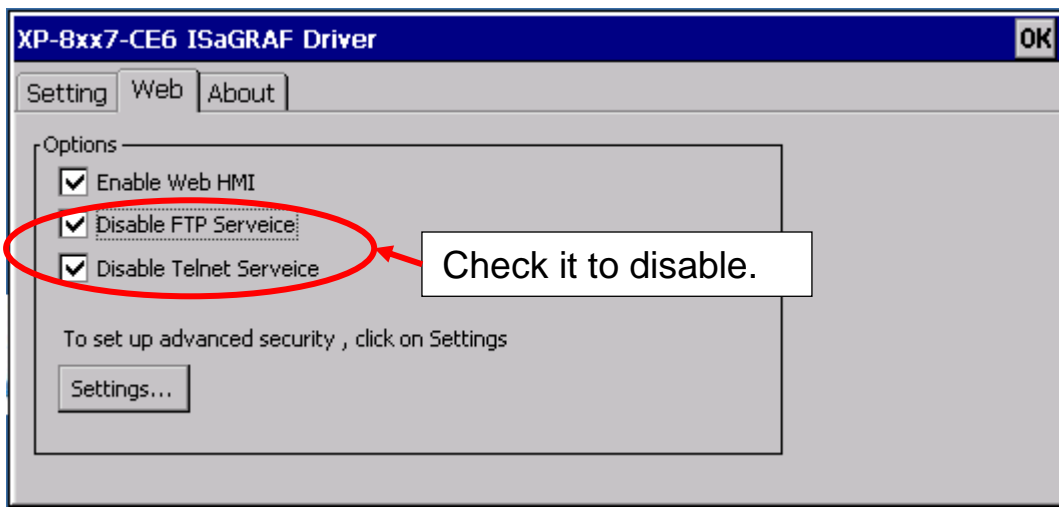 XP-8xx7-CE6 ISaGRAF Driver OK
Setting Web About
Options
Enable Web HMI
Disable FTP Serveice
Disable Telnet Serveice
Check it to disable.
To set up advanced security , click on Settings
Settings...